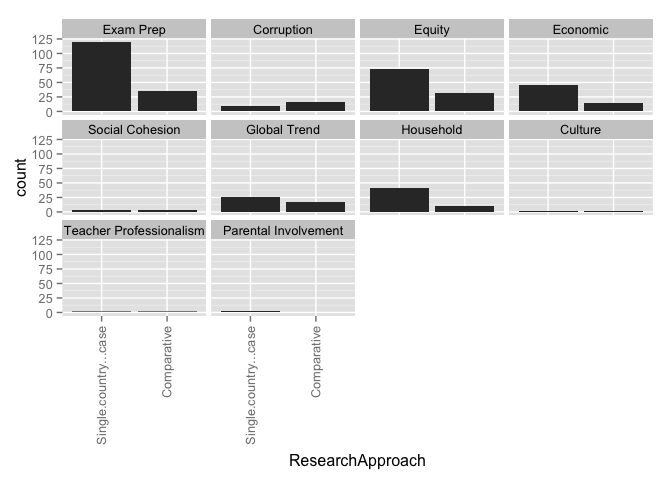 Exam Prep Corruption Equity Economic
125
100
75
50
25
0
Social Cohesion Global Trend Household Culture
125
100
75
50
25
0
Teacher Professionalism Parental Involvement
125
100
75
50
25
0
count
Single.country...case
Comparative
Single.country...case
Comparative
ResearchApproach